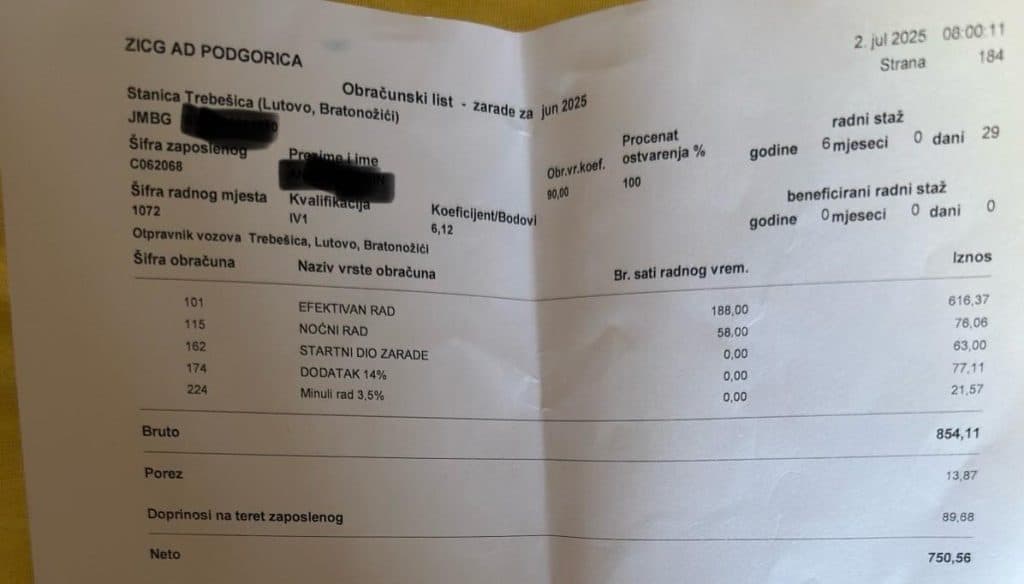 ZICG AD PODGORICA
2. jul 2025 08:00:11
Strana 184
Obračunski list - zarade za jun 2025
Stanica Trebešica (Lutovo, Bratonožići)
JMBG
radni staž
Šifra zaposlenog Prezime i ime Obr.vr.koef. Procenat ostvarenja % godine 6 mjeseci 0 dani 29
C062068 90,00 100
beneficirani radni staž
Šifra radnog mjesta Kvalifikacija Koeficijent/Bodovi godine 0 mjeseci 0 dani 0
1072 IV1 6,12
Otpravnik vozova Trebešica, Lutovo, Bratonožići
Šifra obračuna Naziv vrste obračuna Br. sati radnog vrem. Iznos
101 EFEKTIVAN RAD 188,00 616,37
115 NOĆNI RAD 58,00 76,06
162 STARTNI DIO ZARADE 0,00 63,00
174 DODATAK 14% 0,00 77,11
224 Minuli rad 3,5% 0,00 21,57
Bruto 854,11
Porez 13,87
Doprinosi na teret zaposlenog 89,68
Neto 750,56